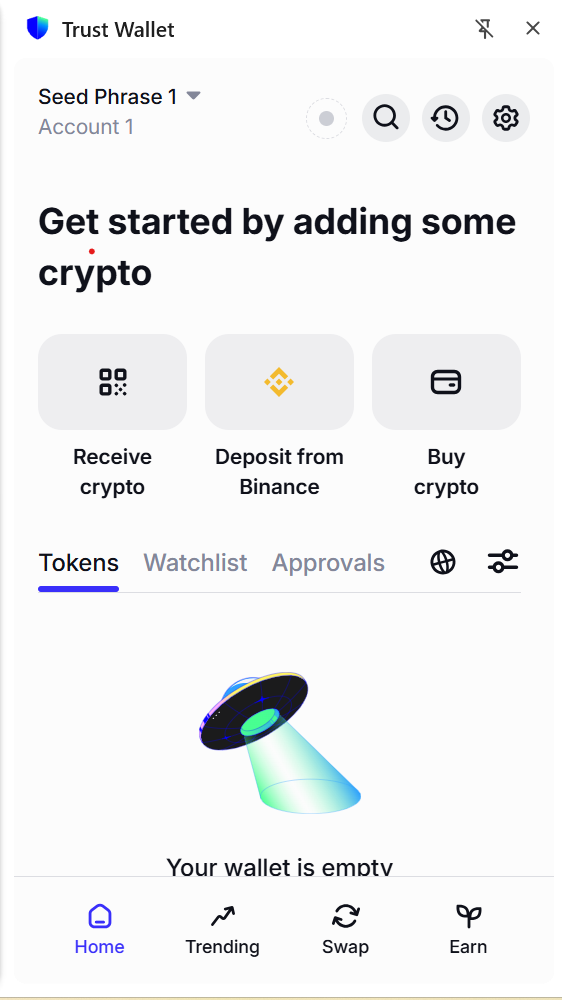 Trust Wallet
Seed Phrase 1
Account 1
Get started by adding some
crypto
Receive
crypto
Deposit from
Binance
Buy
crypto
Tokens Watchlist Approvals
Your wallet is empty
Home Trending Swap Earn